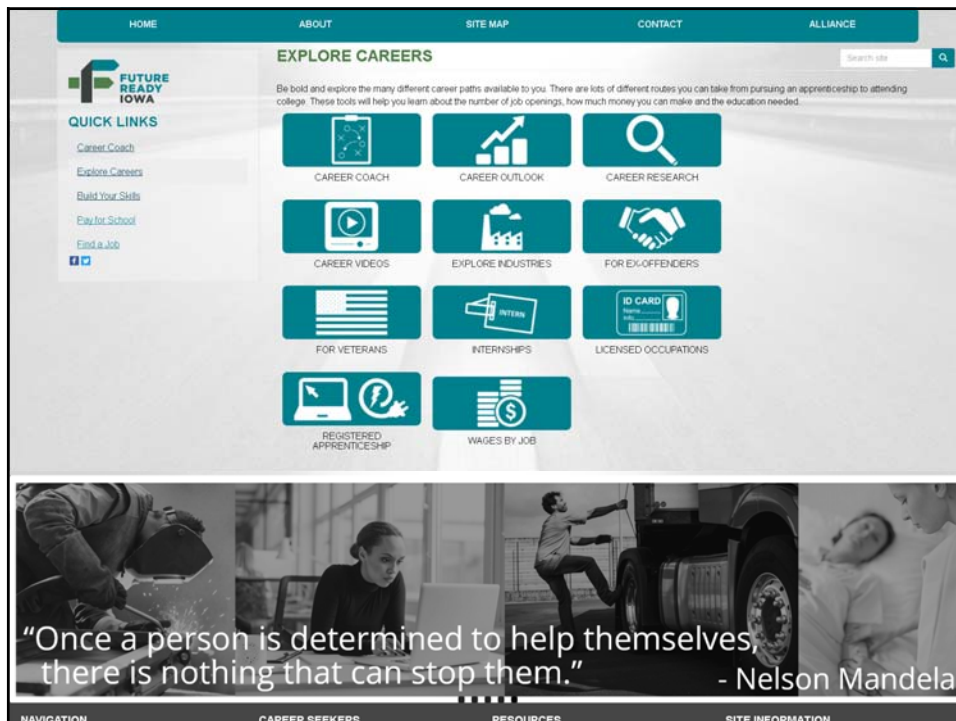 HOME ABOUT SITE MAP CONTACT ALLIANCE
FUTURE
READY
IOWA
QUICK LINKS
Career Coach
Explore Careers
Build Your Skills
Pay for School
Find a Job
EXPLORE CAREERS
Search site
Be bold and explore the many different career paths available to you. There are lots of different routes you can take from pursuing an apprenticeship to attending
college. These tools will help you learn about the number of job openings, how much money you can make and the education needed.
CAREER COACH CAREER OUTLOOK CAREER RESEARCH
CAREER VIDEOS EXPLORE INDUSTRIES FOR EX-OFFENDERS
INTERN
ID CARD
Name
Info
FOR VETERANS INTERNSHIPS LICENSED OCCUPATIONS
$
REGISTERED
APPRENTICESHIP
WAGES BY JOB
“Once a person is determined to help themselves,
there is nothing that can stop them.”
- Nelson Mandela
NAVIGATION CAREER SEEKERS RESOURCES SITE INFORMATION